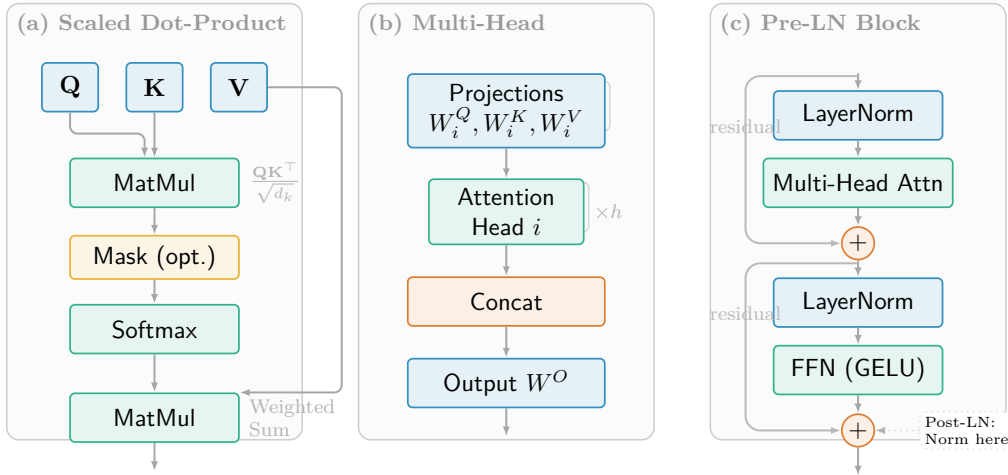 (a) Scaled Dot-Product
Q K V
MatMul
QK⊤
√dk
Mask (opt.)
Softmax
MatMul
Weighted
Sum
(b) Multi-Head
Projections
W_i^Q, W_i^K, W_i^V
Attention
Head i
×h
Concat
Output W^O
(c) Pre-LN Block
LayerNorm
residual
Multi-Head Attn
+
LayerNorm
residual
FFN (GELU)
+
Post-LN:
Norm here